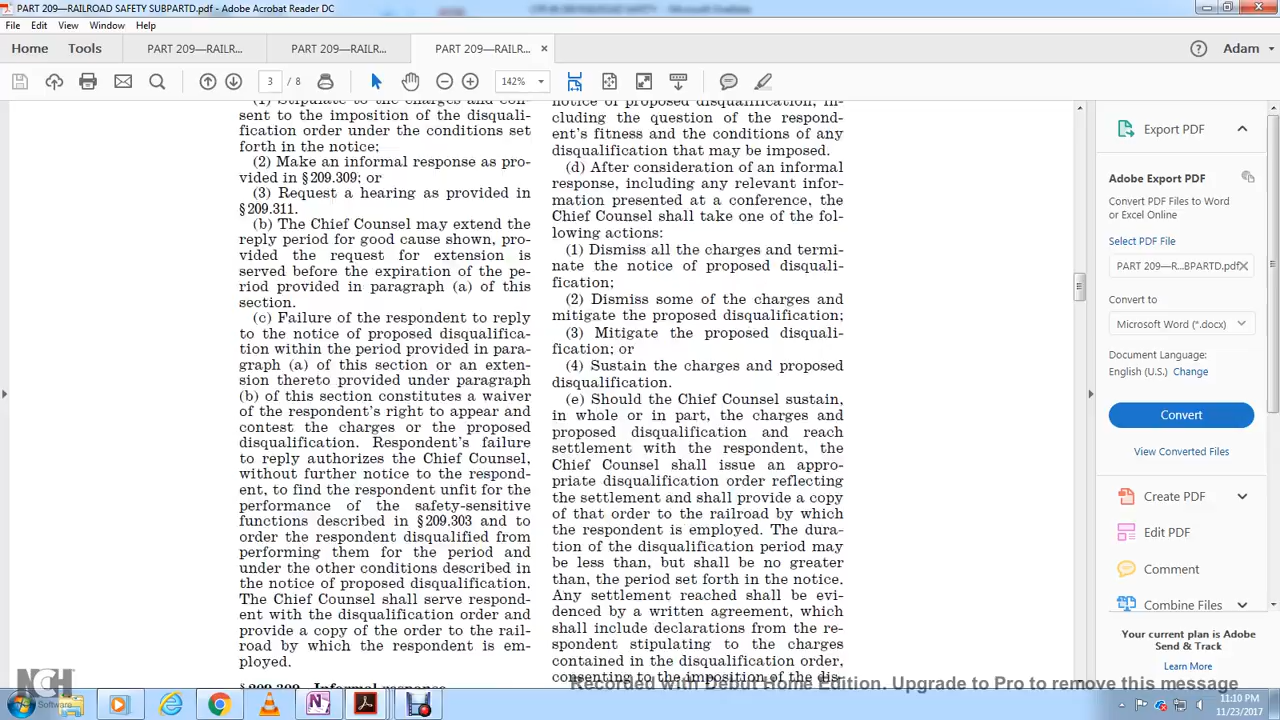 PART 209—RAILROAD SAFETY SUBPARTD.pdf - Adobe Acrobat Reader DC
File Edit View Window Help
Home Tools PART 209—RAILR... PART 209—RAILR... PART 209—RAILR... × Adam
3 / 8 142%
(1) Stipulate to the charges and con-
sent to the imposition of the disquali-
fication order under the conditions set
forth in the notice;
(2) Make an informal response as pro-
vided in § 209.309; or
(3) Request a hearing as provided in
§ 209.311.
(b) The Chief Counsel may extend the
reply period for good cause shown, pro-
vided the request for extension is
served before the expiration of the pe-
riod provided in paragraph (a) of this
section.
(c) Failure of the respondent to reply
to the notice of proposed disqualifica-
tion within the period provided in para-
graph (a) of this section or an exten-
sion thereto provided under paragraph
(b) of this section constitutes a waiver
of the respondent's right to appear and
contest the charges or the proposed
disqualification. Respondent's failure
to reply authorizes the Chief Counsel,
without further notice to the respond-
ent, to find the respondent unfit for the
performance of the safety-sensitive
functions described in § 209.303 and to
order the respondent disqualified from
performing them for the period and
under the other conditions described in
the notice of proposed disqualification.
The Chief Counsel shall serve respond-
ent with the disqualification order and
provide a copy of the order to the rail-
road by which the respondent is em-
ployed.
§ 209.309 Informal response
notice of proposed disqualification, in-
cluding the question of the respond-
ent's fitness and the conditions of any
disqualification that may be imposed.
(d) After consideration of an informal
response, including any relevant infor-
mation presented at a conference, the
Chief Counsel shall take one of the fol-
lowing actions:
(1) Dismiss all the charges and termi-
nate the notice of proposed disquali-
fication;
(2) Dismiss some of the charges and
mitigate the proposed disqualification;
(3) Mitigate the proposed disquali-
fication; or
(4) Sustain the charges and proposed
disqualification.
(e) Should the Chief Counsel sustain,
in whole or in part, the charges and
proposed disqualification and reach
settlement with the respondent, the
Chief Counsel shall issue an appro-
priate disqualification order reflecting
the settlement and shall provide a copy
of that order to the railroad by which
the respondent is employed. The dura-
tion of the disqualification period may
be less than, but shall be no greater
than, the period set forth in the notice.
Any settlement reached shall be evi-
denced by a written agreement, which
shall include declarations from the re-
spondent stipulating to the charges
contained in the disqualification order,
consenting to the imposition of the dis-
Export PDF
Adobe Export PDF
Convert PDF Files to Word
or Excel Online
Select PDF File
PART 209—R...BPARTD.pdf
Convert to
Microsoft Word (*.docx)
Document Language:
English (U.S.) Change
Convert
View Converted Files
Create PDF
Edit PDF
Comment
Combine Files
Your current plan is Adobe
Send & Track
Learn More
Recorded with Debut Home Edition. Upgrade to Pro to remove this message
NCH
Software
11:10 PM
11/23/2017